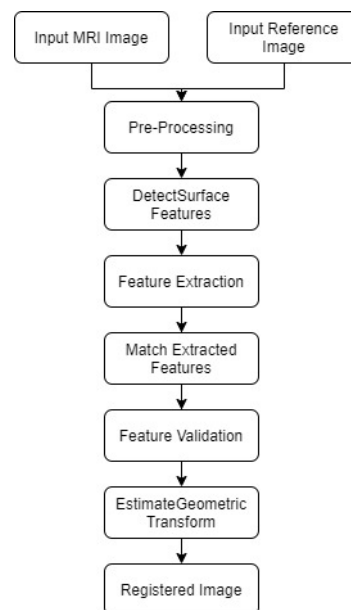 Input MRI Image
Input Reference
Image
Pre-Processing
DetectSurface
Features
Feature Extraction
Match Extracted
Features
Feature Validation
EstimateGeometric
Transform
Registered Image